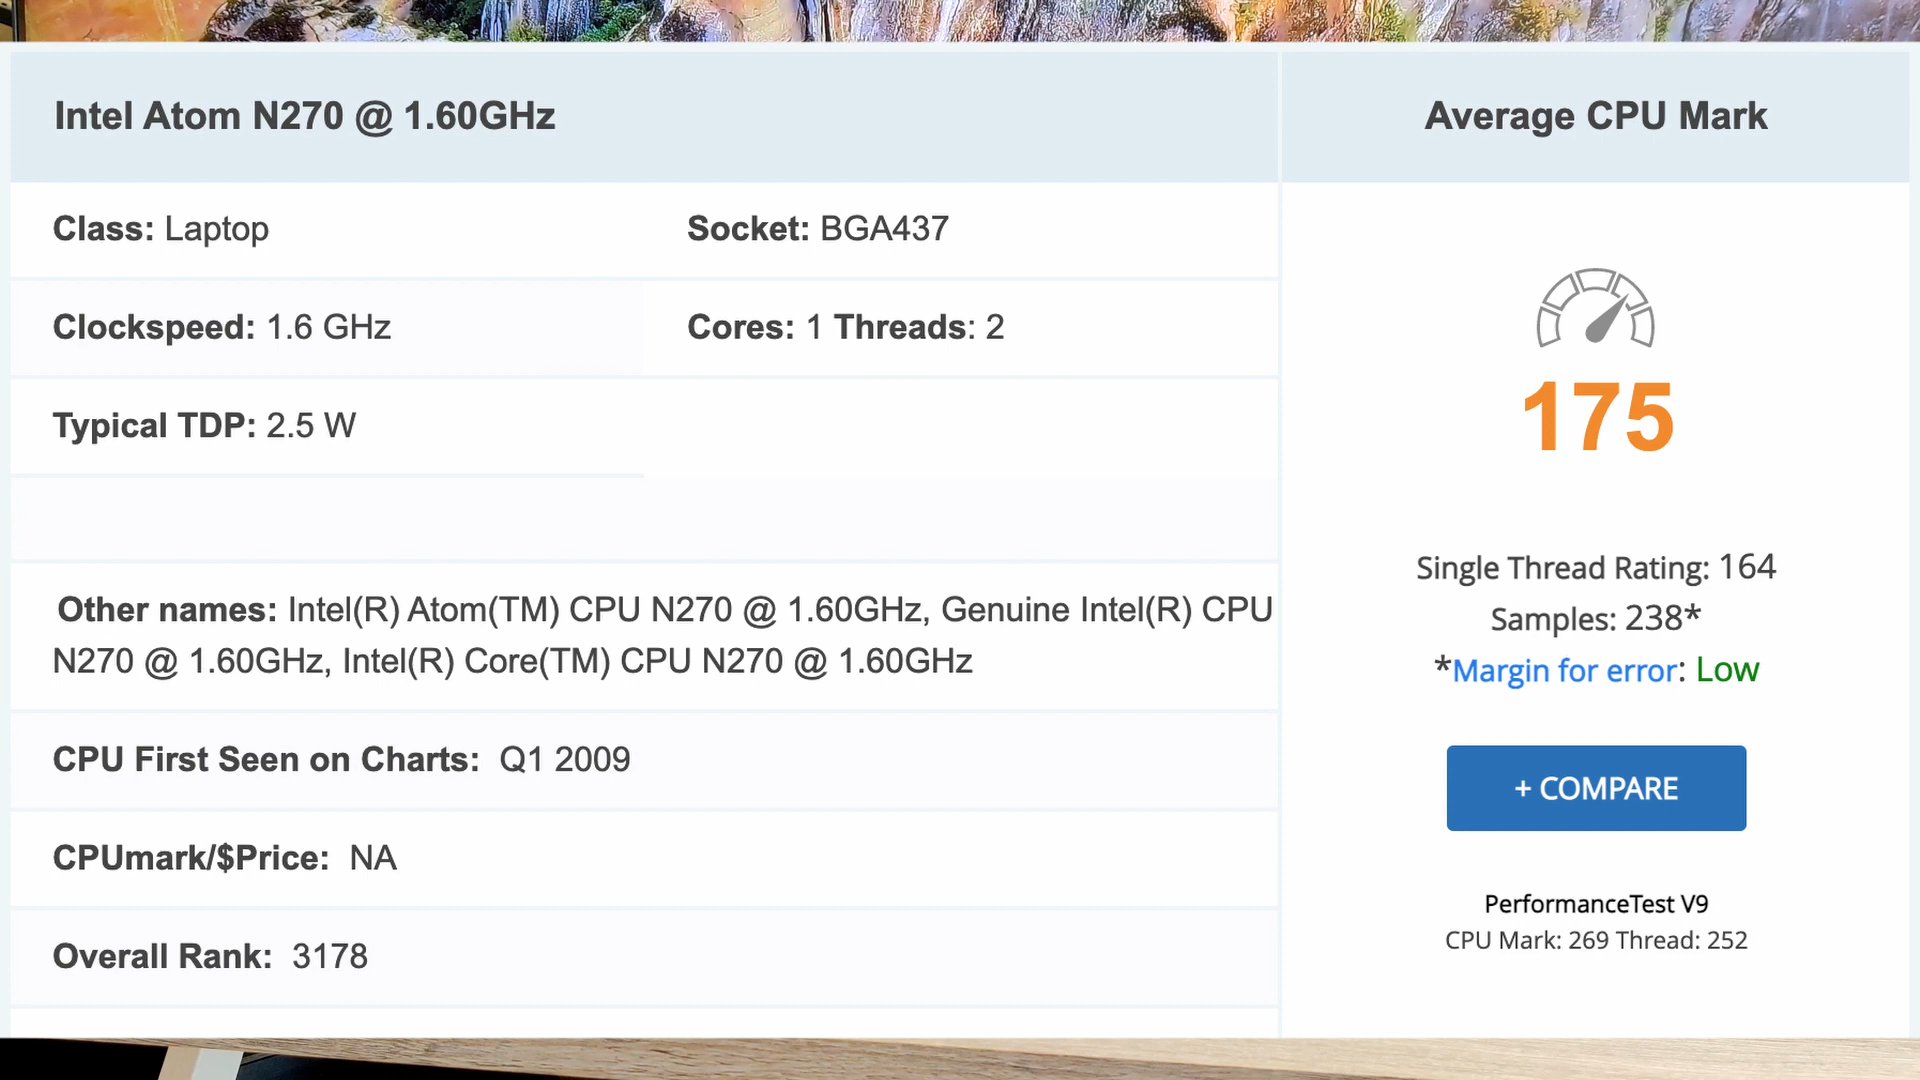 Intel Atom N270 @ 1.60GHz
Average CPU Mark
Class: Laptop
Socket: BGA437
Clockspeed: 1.6 GHz
Cores: 1 Threads: 2
Typical TDP: 2.5 W
Other names: Intel(R) Atom(TM) CPU N270 @ 1.60GHz, Genuine Intel(R) CPU
N270 @ 1.60GHz, Intel(R) Core(TM) CPU N270 @ 1.60GHz
CPU First Seen on Charts: Q1 2009
CPUmark/$Price: NA
Overall Rank: 3178
175
Single Thread Rating: 164
Samples: 238*
*Margin for error: Low
+ COMPARE
PerformanceTest V9
CPU Mark: 269 Thread: 252